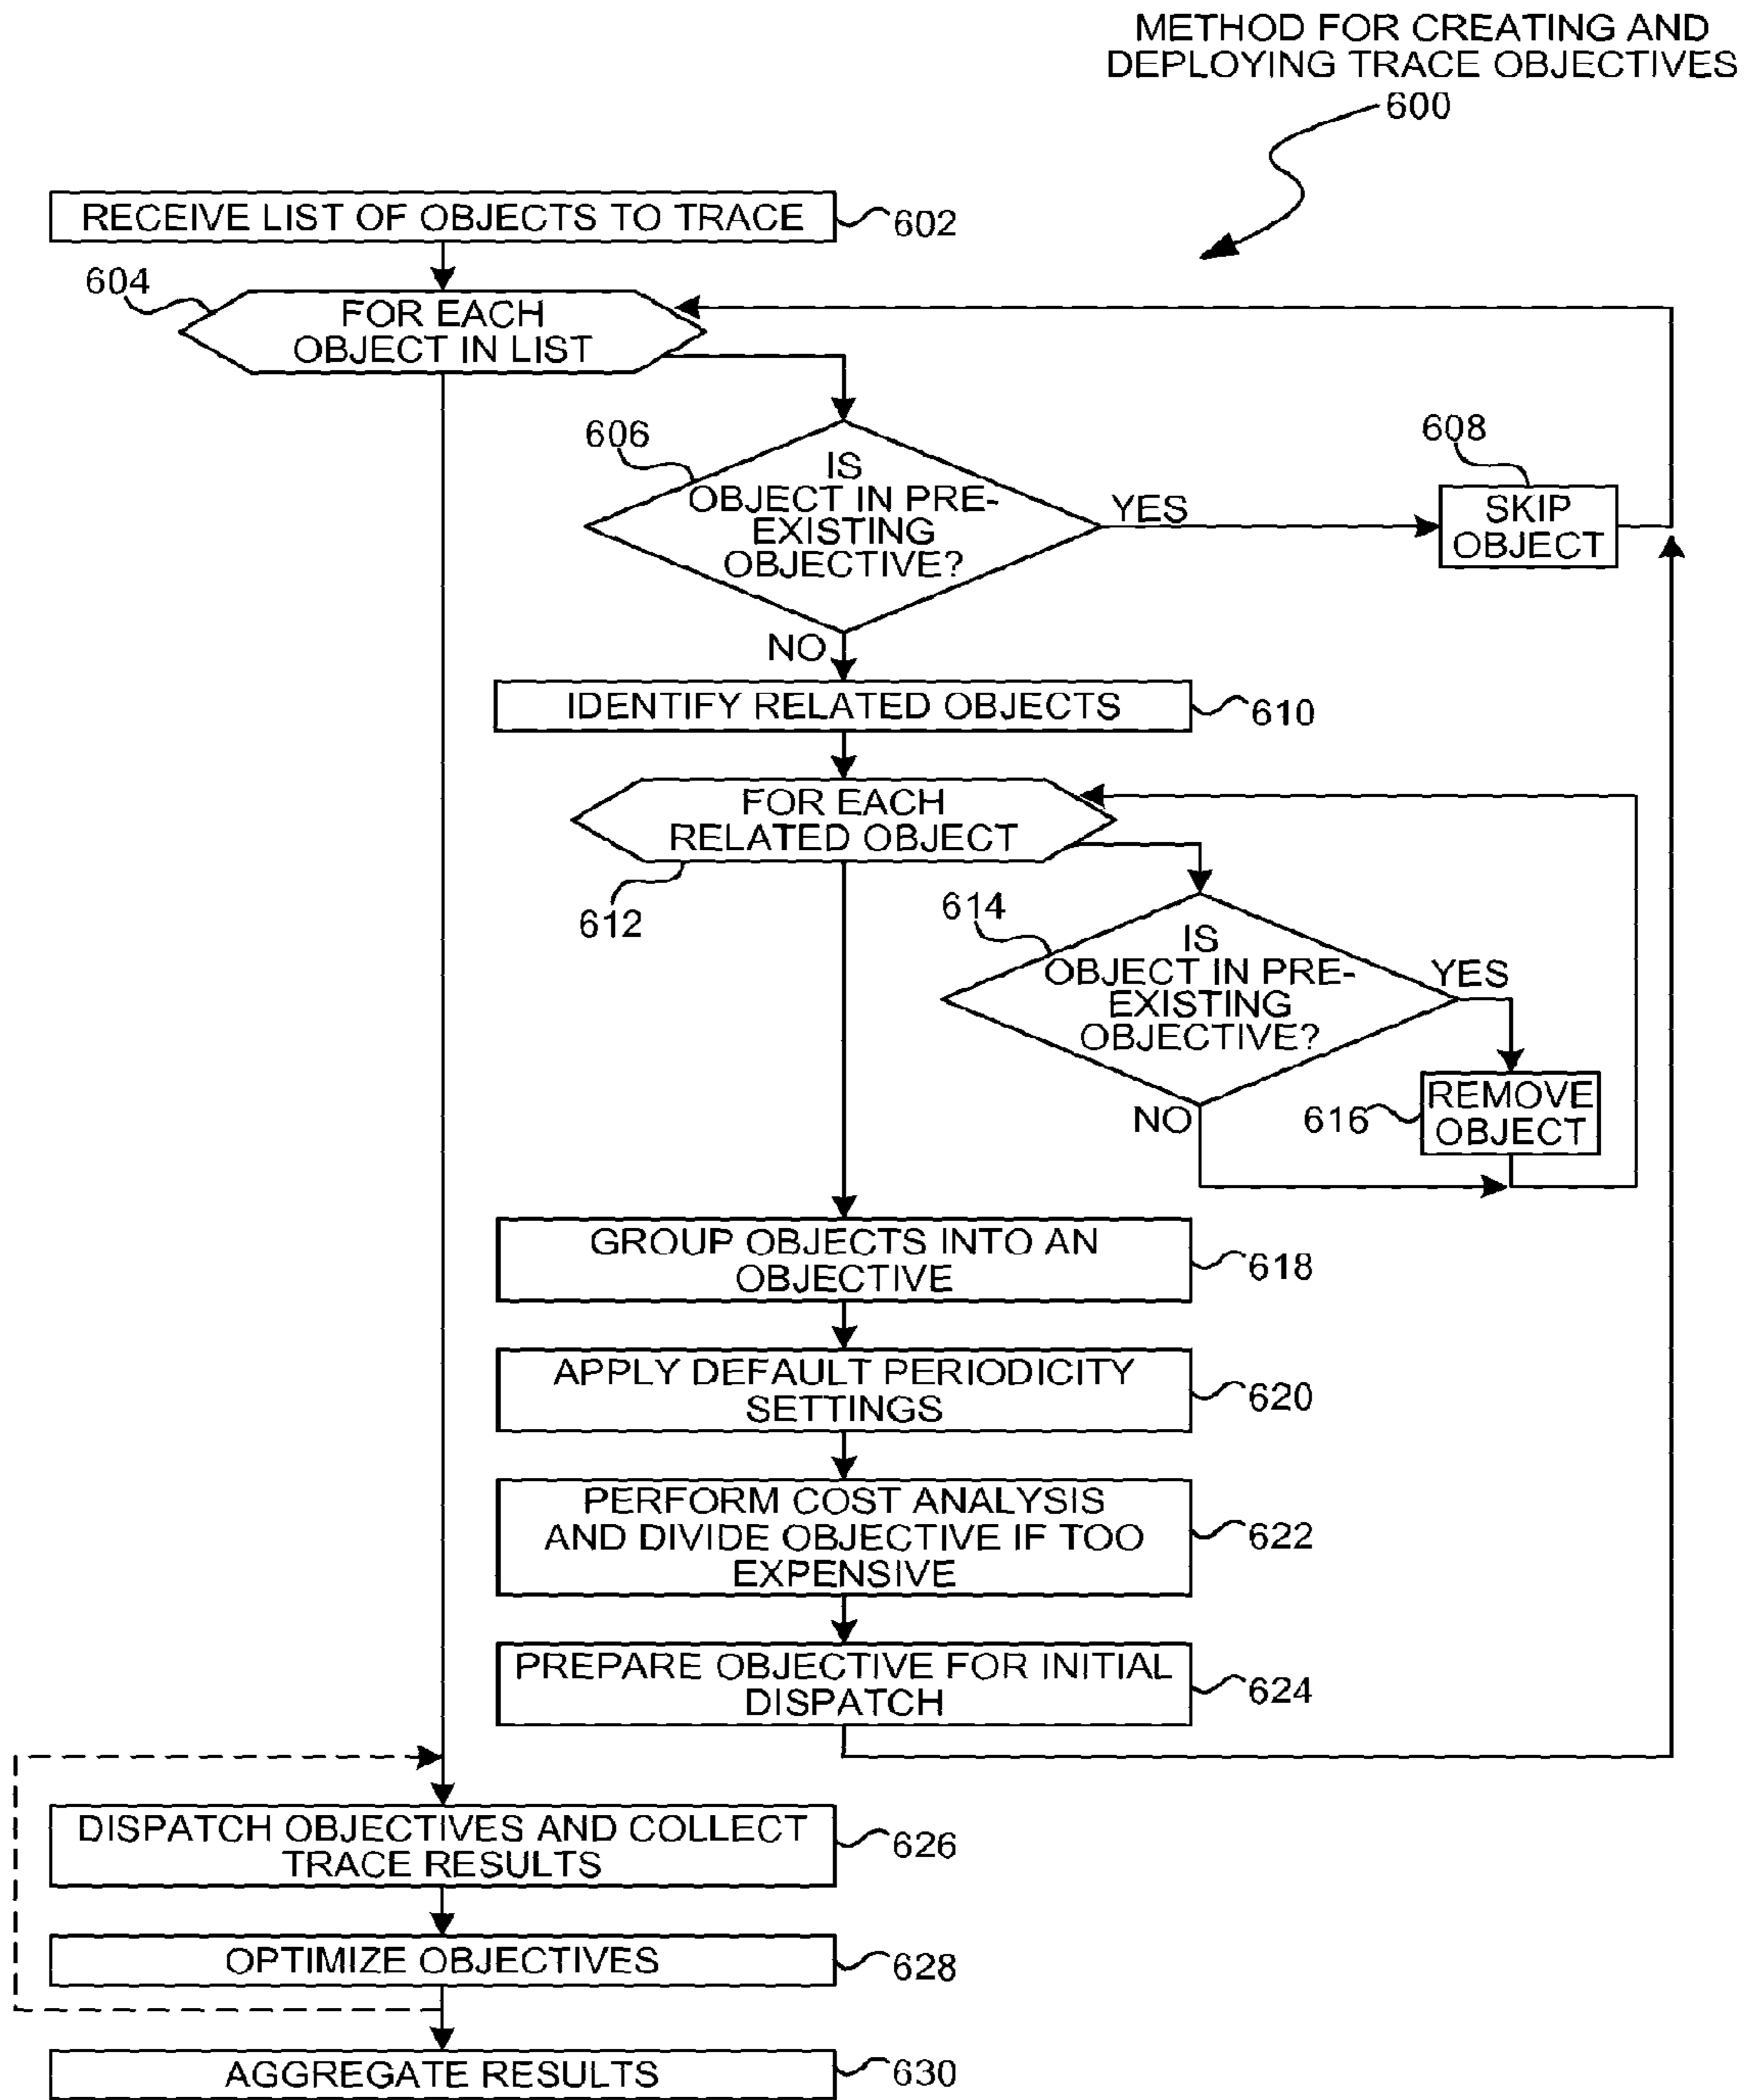 METHOD FOR CREATING AND
DEPLOYING TRACE OBJECTIVES
600
RECEIVE LIST OF OBJECTS TO TRACE
602
604
FOR EACH
OBJECT IN LIST
606
IS
OBJECT IN PRE-
EXISTING
OBJECTIVE?
YES
608
SKIP
OBJECT
NO
IDENTIFY RELATED OBJECTS
610
FOR EACH
RELATED OBJECT
612
614
IS
OBJECT IN PRE-
EXISTING
OBJECTIVE?
YES
NO
616
REMOVE
OBJECT
GROUP OBJECTS INTO AN
OBJECTIVE
618
APPLY DEFAULT PERIODICITY
SETTINGS
620
PERFORM COST ANALYSIS
AND DIVIDE OBJECTIVE IF TOO
EXPENSIVE
622
PREPARE OBJECTIVE FOR INITIAL
DISPATCH
624
DISPATCH OBJECTIVES AND COLLECT
TRACE RESULTS
626
OPTIMIZE OBJECTIVES
628
AGGREGATE RESULTS
630